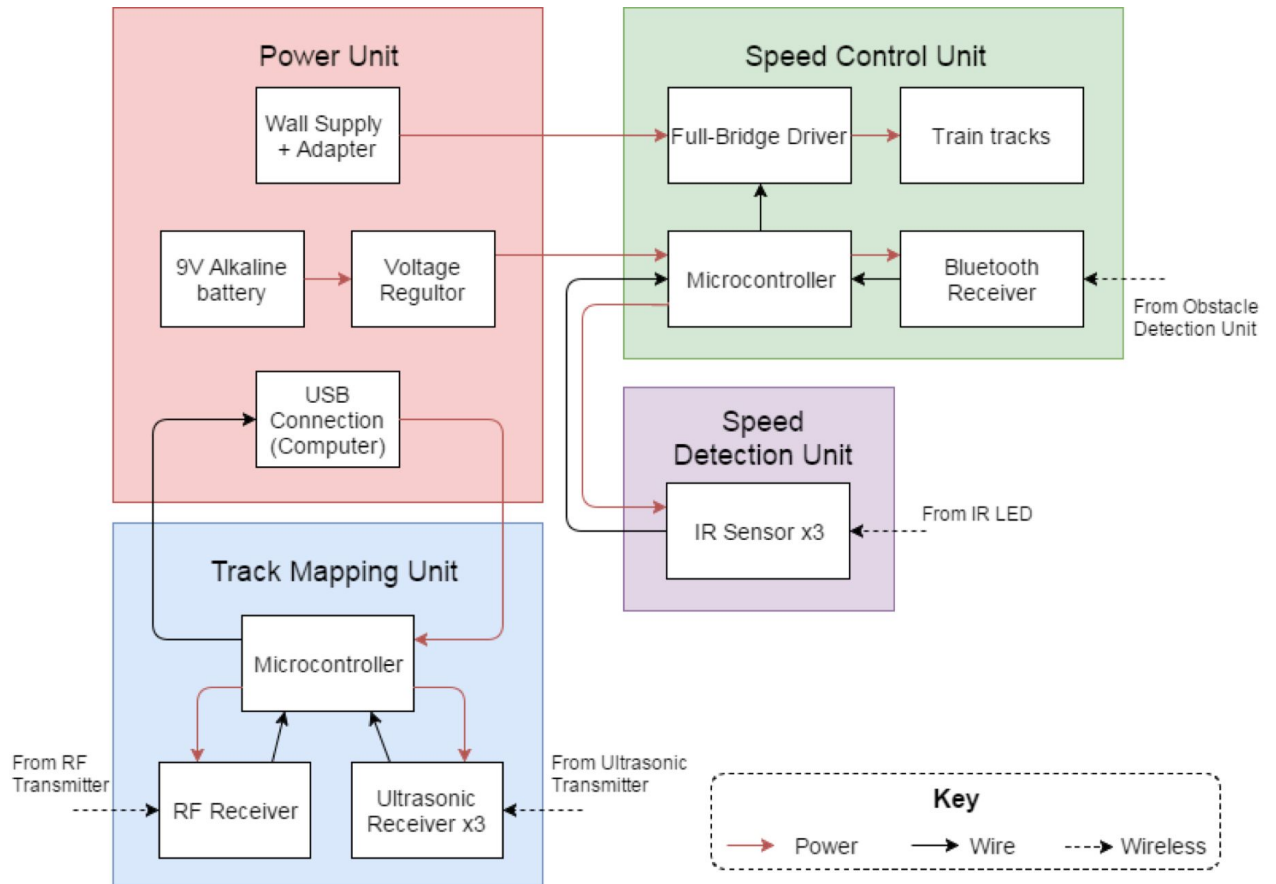 Power Unit
Wall Supply
+ Adapter
9V Alkaline
battery
Voltage
Regultor
USB
Connection
(Computer)
Speed Control Unit
Full-Bridge Driver
Train tracks
Microcontroller
Bluetooth
Receiver
From Obstacle
Detection Unit
Speed
Detection Unit
IR Sensor x3
From IR LED
Track Mapping Unit
Microcontroller
From RF
Transmitter
RF Receiver
Ultrasonic
Receiver x3
From Ultrasonic
Transmitter
Key
Power
Wire
Wireless